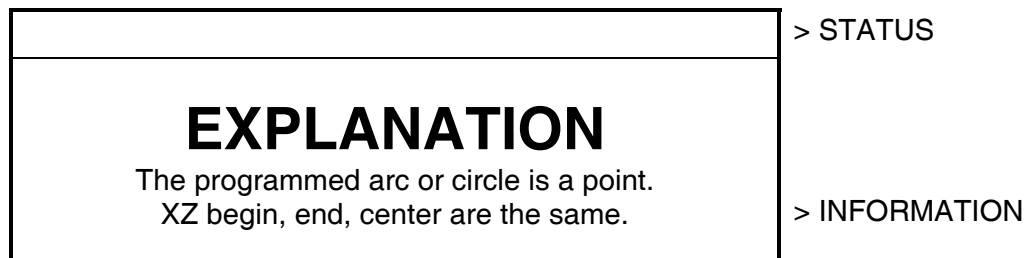 > STATUS
EXPLANATION
The programmed arc or circle is a point.
XZ begin, end, center are the same.
> INFORMATION